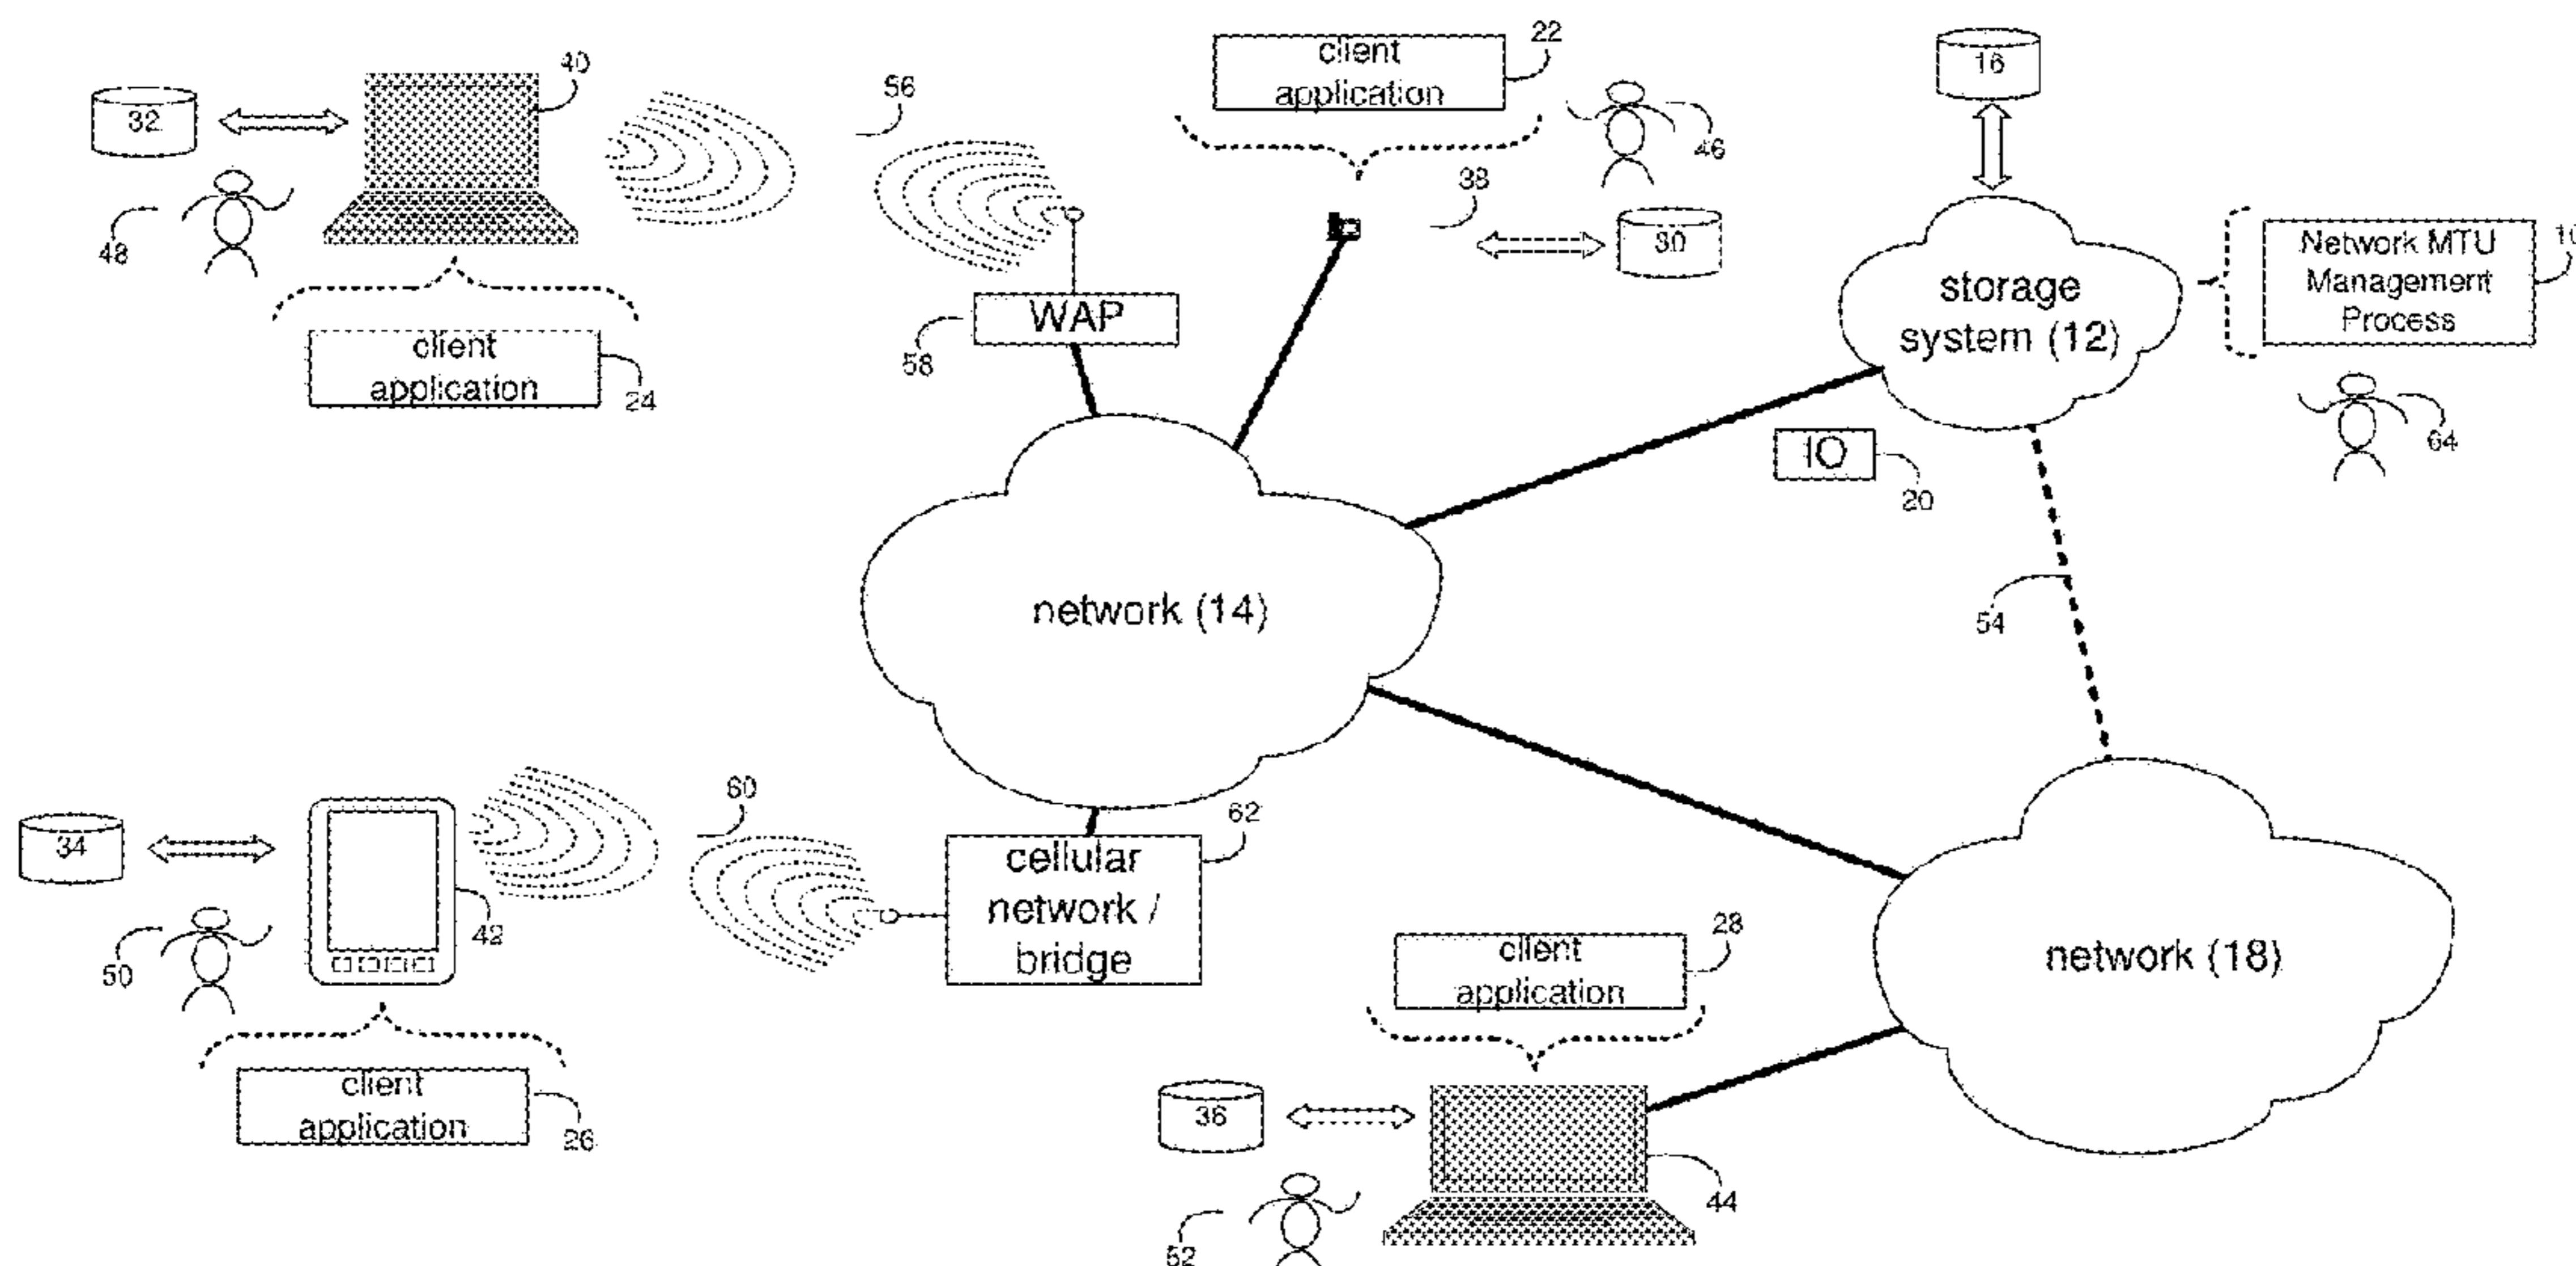 32
40
56
48
client
application
24
WAP
58
client
application
22
46
38
30
16
storage
system (12)
Network MTU
Management
Process
10
64
IO
20
network (14)
54
34
42
50
client
application
26
60
62
cellular
network /
bridge
client
application
28
36
44
52
network (18)